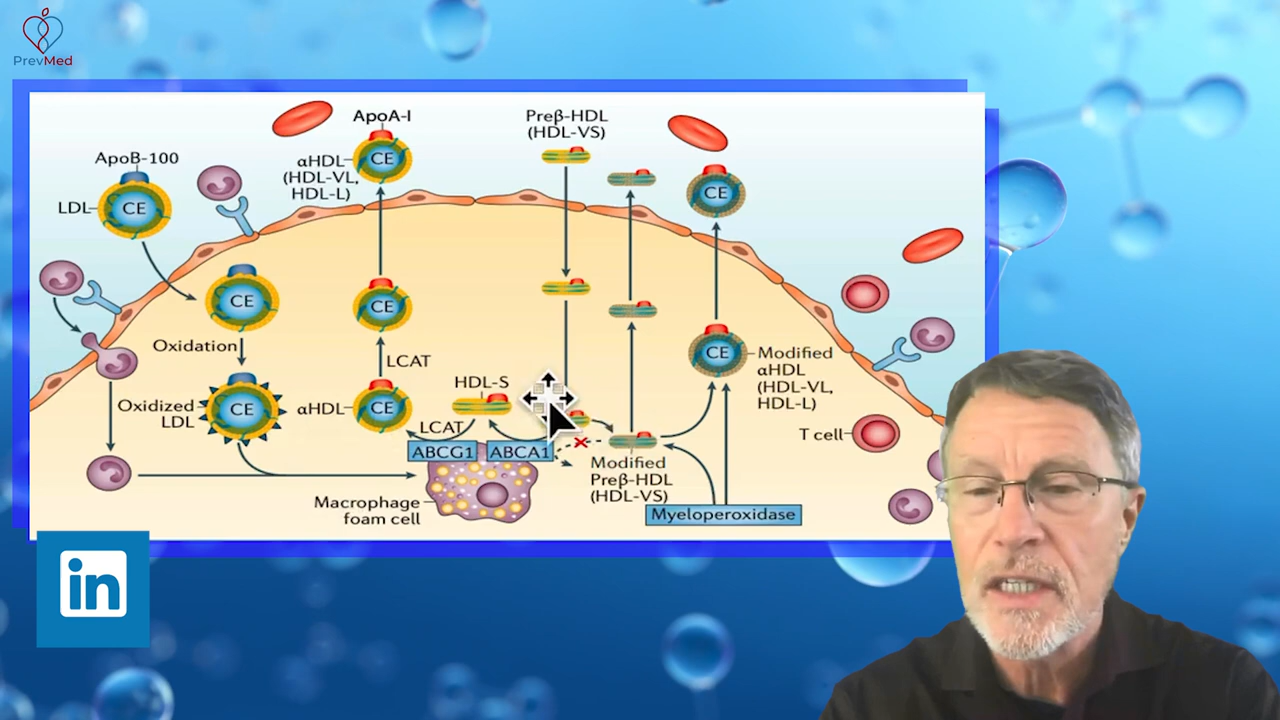 PrevMed
ApoB-100
LDL
CE
ApoA-I
αHDL
(HDL-VL,
HDL-L)
CE
Preβ-HDL
(HDL-VS)
CE
CE
Oxidation
Oxidized
LDL
CE
CE
LCAT
αHDL
CE
HDL-S
LCAT
ABCG1
ABCA1
Macrophage
foam cell
Modified
Preβ-HDL
(HDL-VS)
CE
Modified
αHDL
(HDL-VL,
HDL-L)
T cell
Myeloperoxidase
in